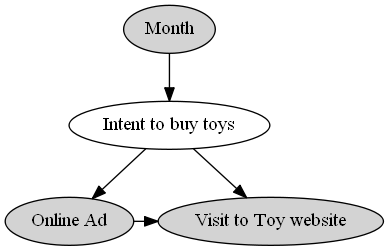 Month
Intent to buy toys
Online Ad
Visit to Toy website